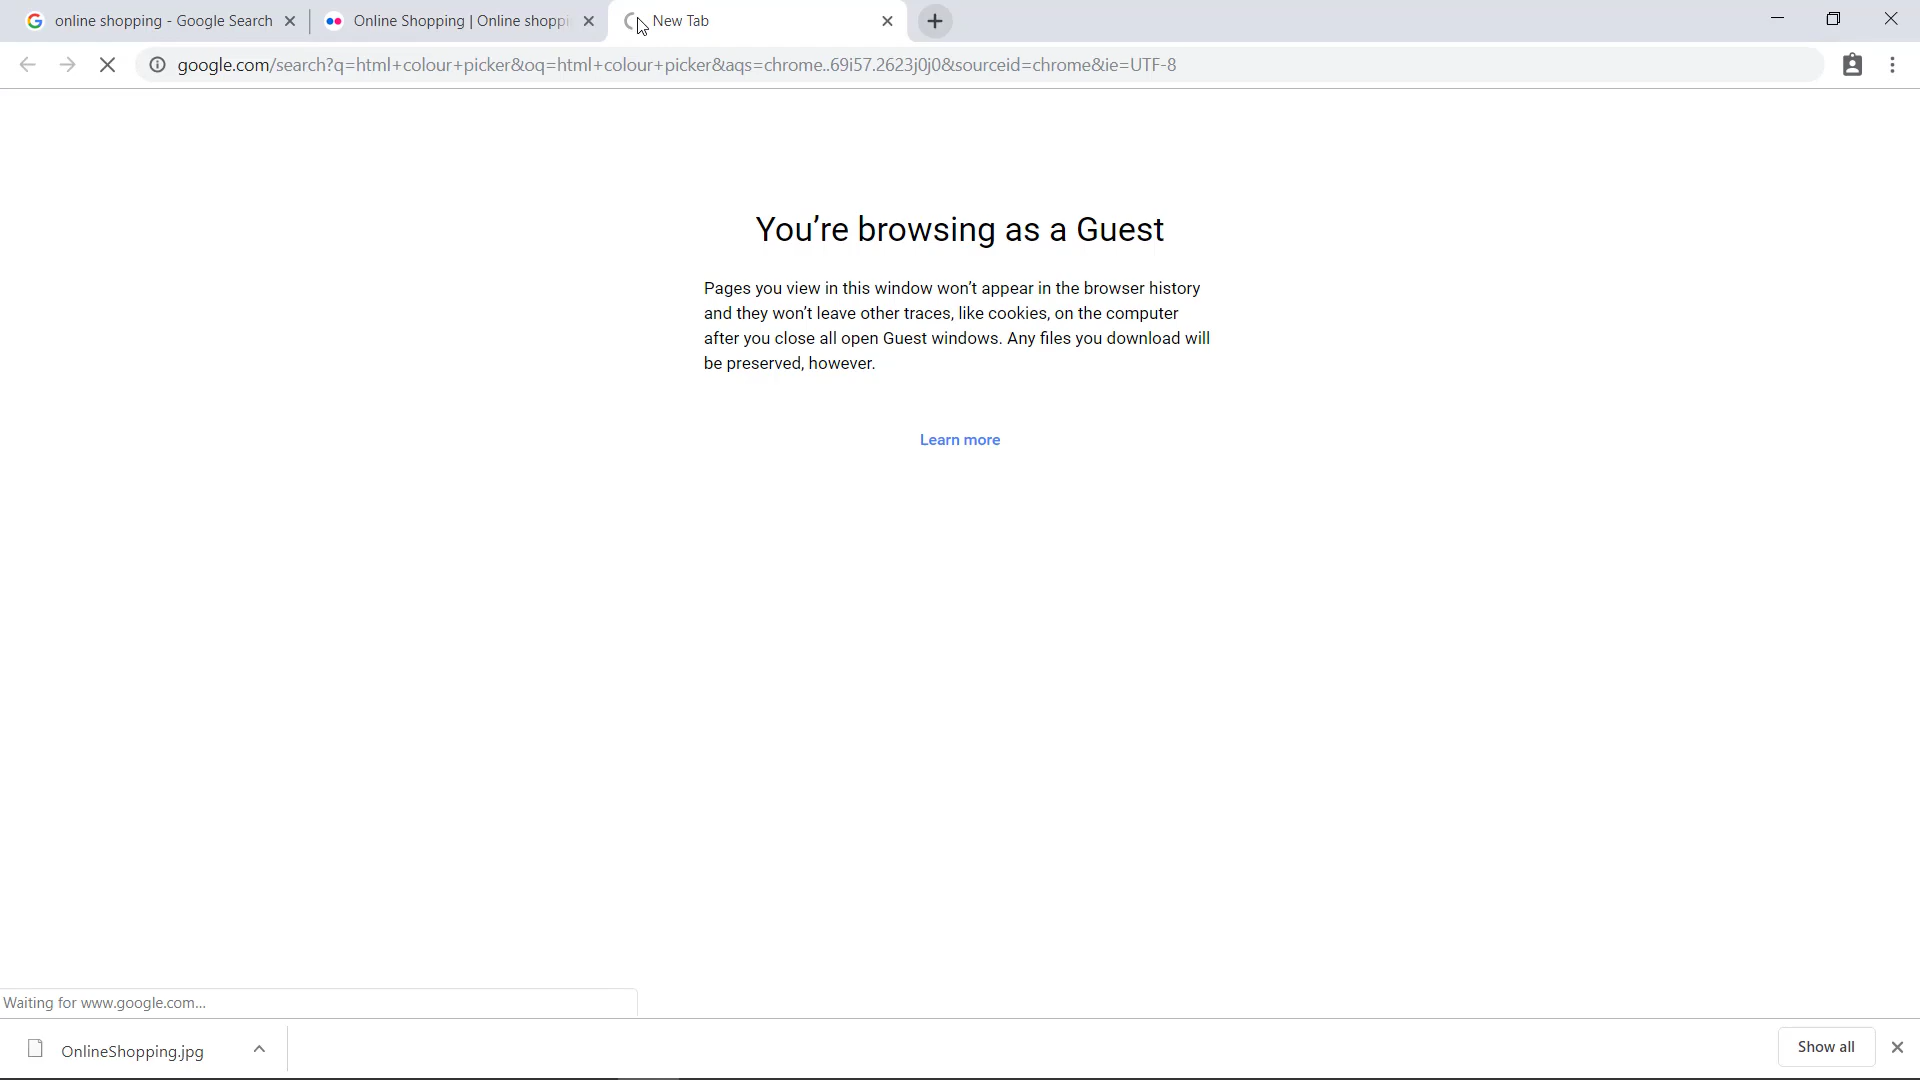 online shopping - Google Search
Online Shopping | Online shoppi
New Tab
google.com/search?q=html+colour+picker&oq=html+colour+picker&aqs=chrome..69i57.2623j0j0&sourceid=chrome&ie=UTF-8
You’re browsing as a Guest
Pages you view in this window won’t appear in the browser history
and they won’t leave other traces, like cookies, on the computer
after you close all open Guest windows. Any files you download will
be preserved, however.
Learn more
Waiting for www.google.com...
OnlineShopping.jpg
Show all